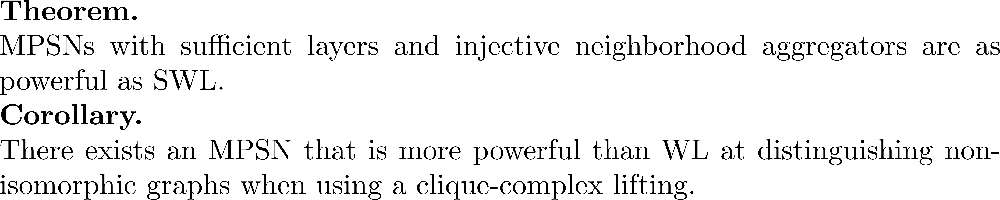 Theorem.
MPSNs with sufficient layers and injective neighborhood aggregators are as
powerful as SWL.
Corollary.
There exists an MPSN that is more powerful than WL at distinguishing non-
isomorphic graphs when using a clique-complex lifting.